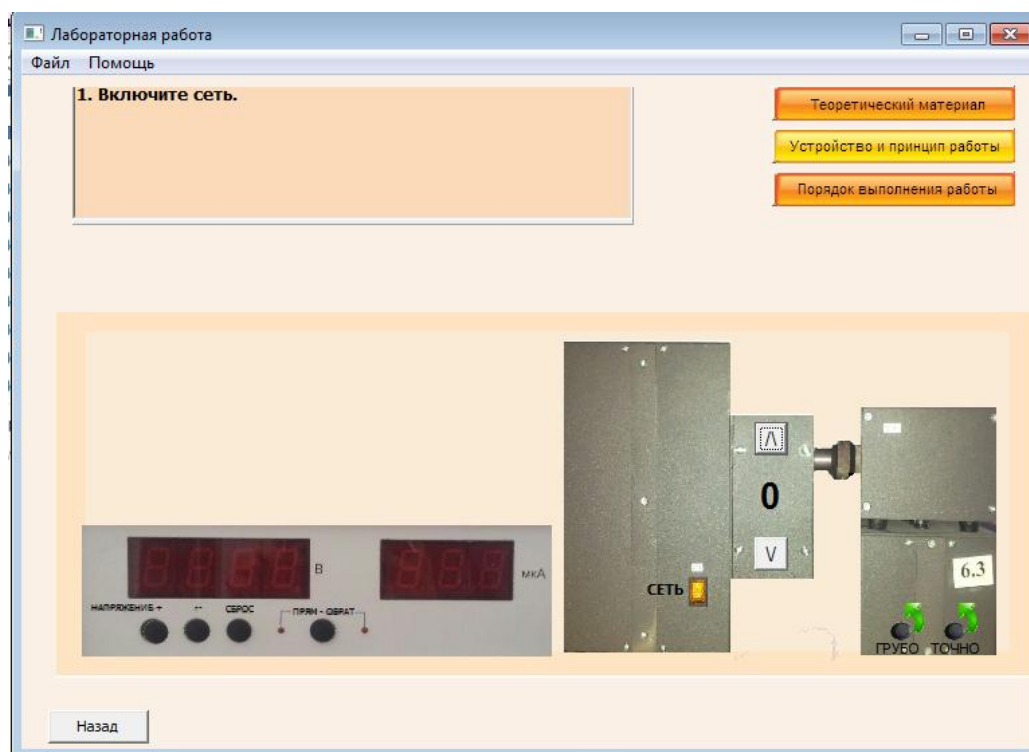 Лабораторная работа
Файл Помощь
1. Включите сеть.
Теоретический материал
Устройство и принцип работы
Порядок выполнения работы
Λ
0
V
В
мкА
НАПРЯЖЕНИЕ + -- СБРОС ПРЯМ - ОБРАТ
СЕТЬ
6.3
ГРУБО ТОЧНО
Назад